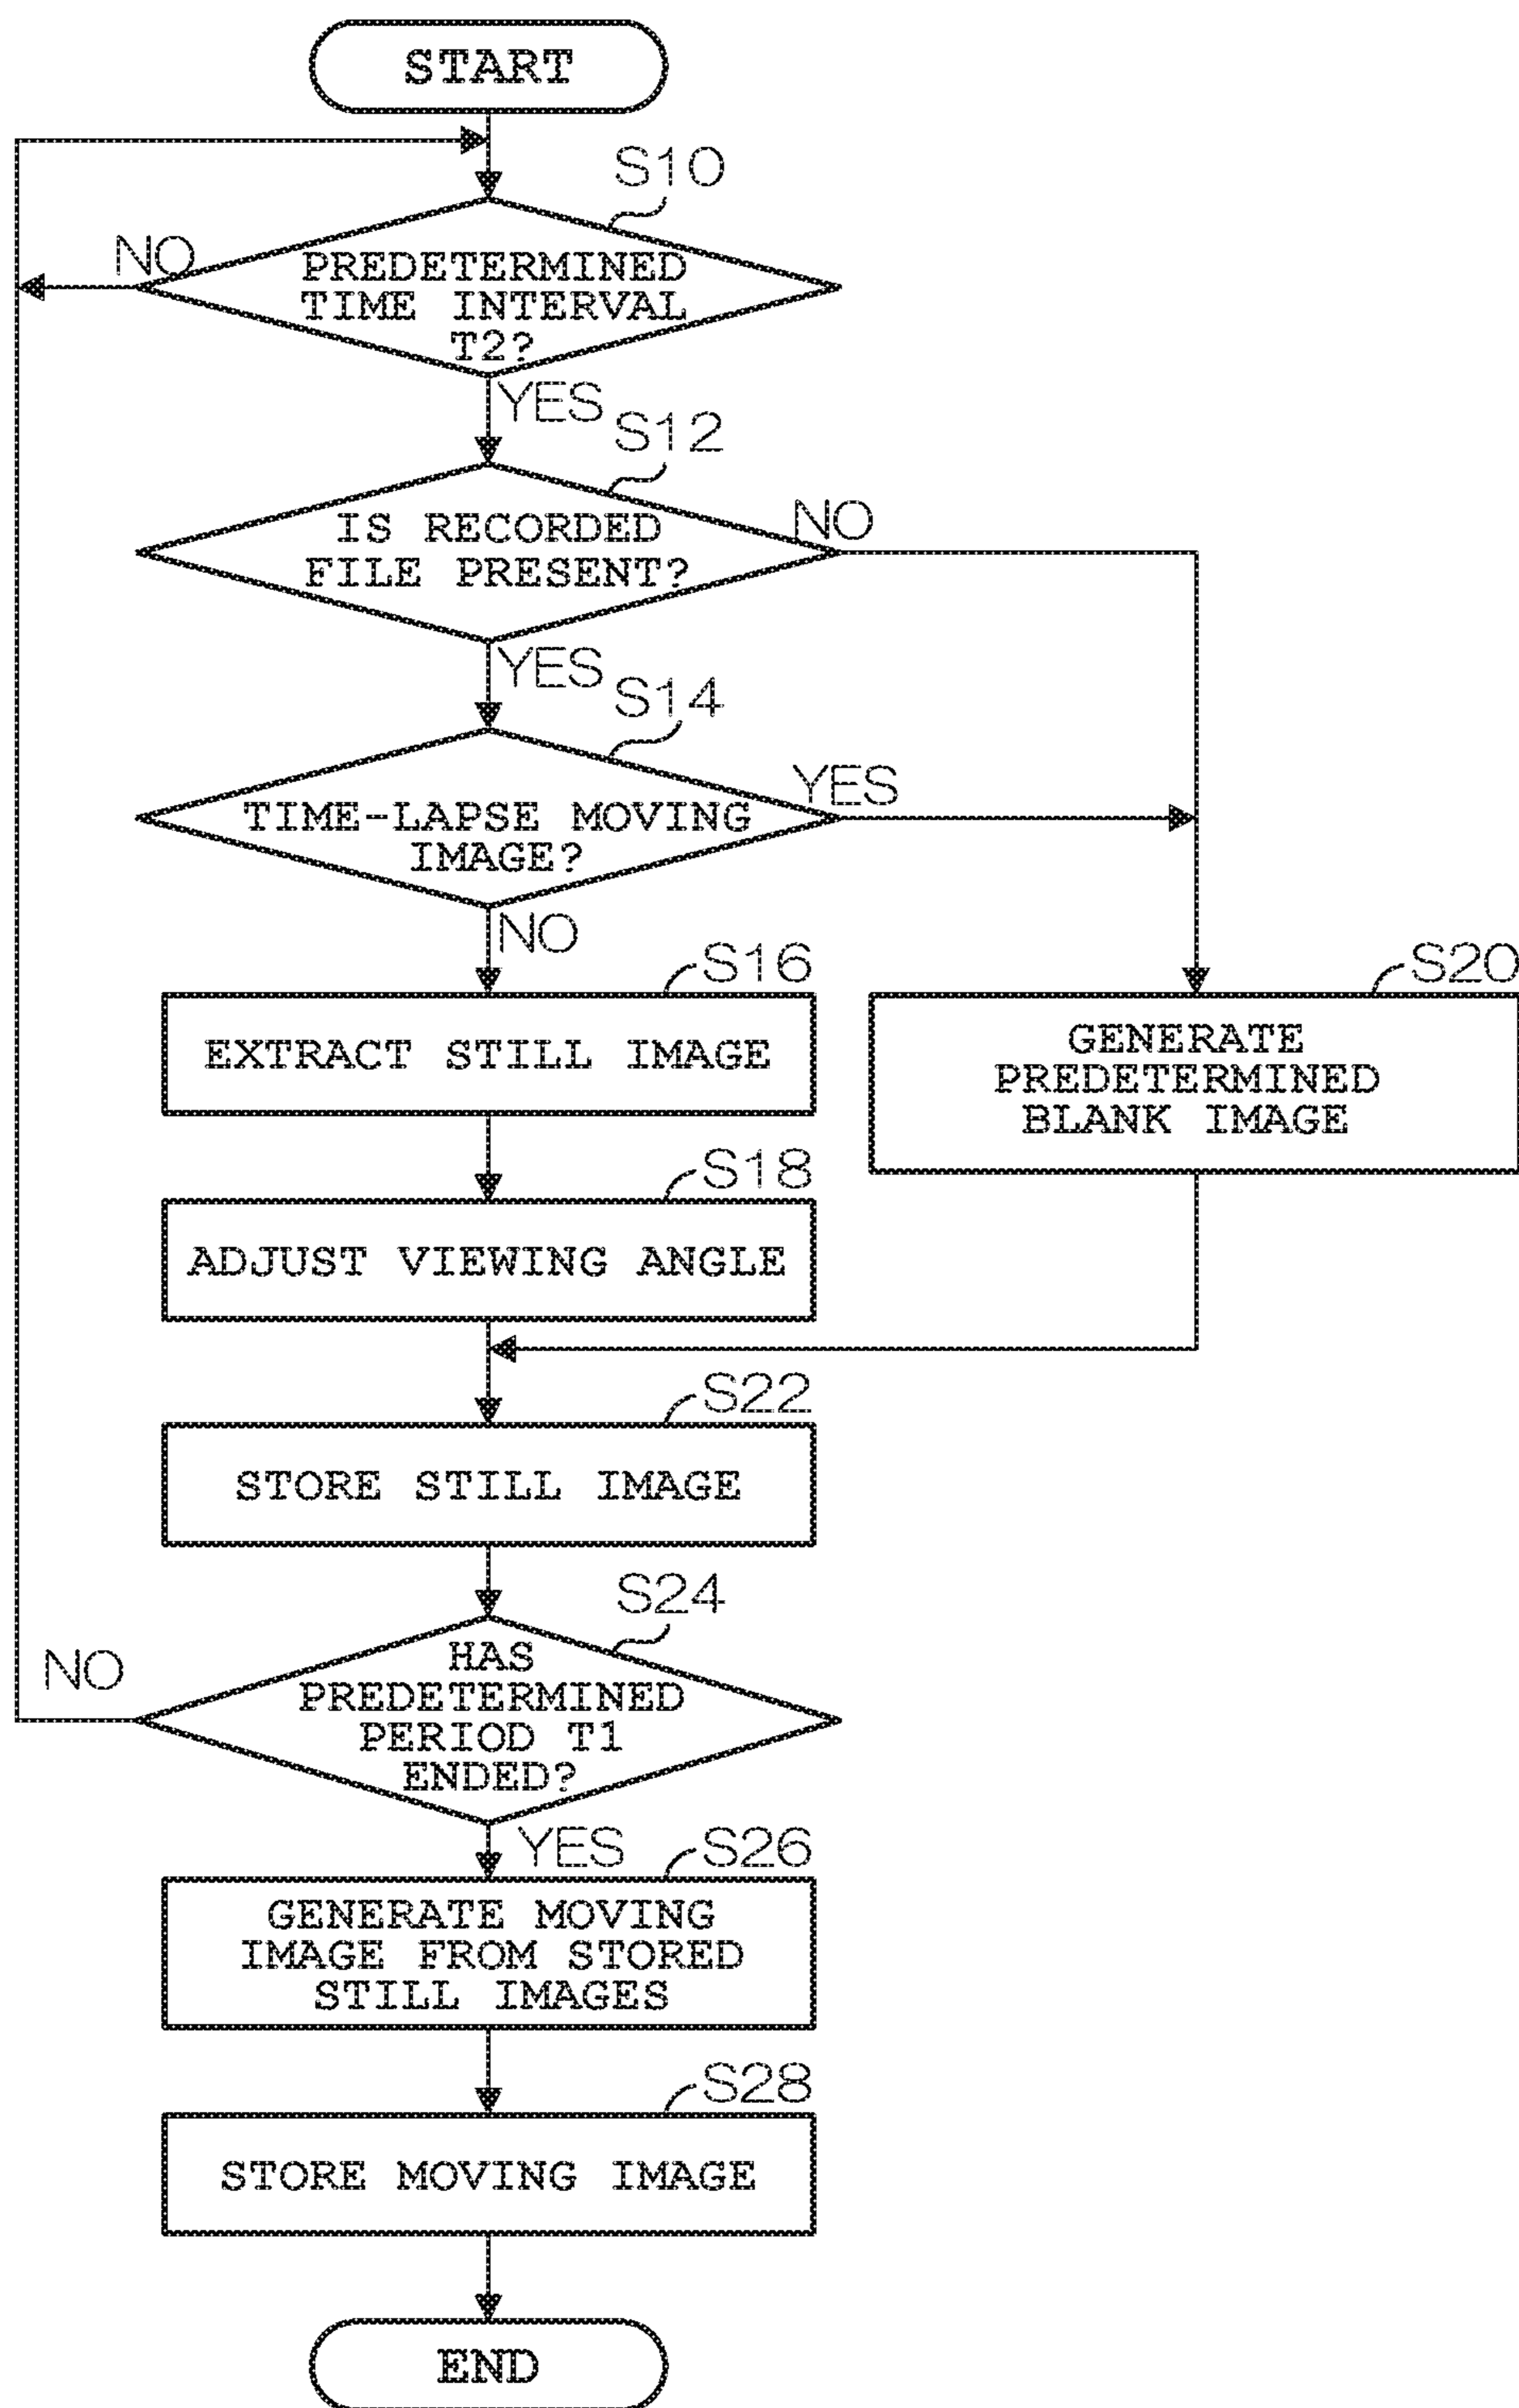 START
S10
NO
PREDETERMINED
TIME INTERVAL
T2?
YES
S12
IS RECORDED
FILE PRESENT?
NO
YES
S14
TIME-LAPSE MOVING
IMAGE?
YES
NO
S16
EXTRACT STILL IMAGE
S20
GENERATE
PREDETERMINED
BLANK IMAGE
S18
ADJUST VIEWING ANGLE
S22
STORE STILL IMAGE
S24
HAS
PREDETERMINED
PERIOD T1
ENDED?
NO
YES
S26
GENERATE MOVING
IMAGE FROM STORED
STILL IMAGES
S28
STORE MOVING IMAGE
END